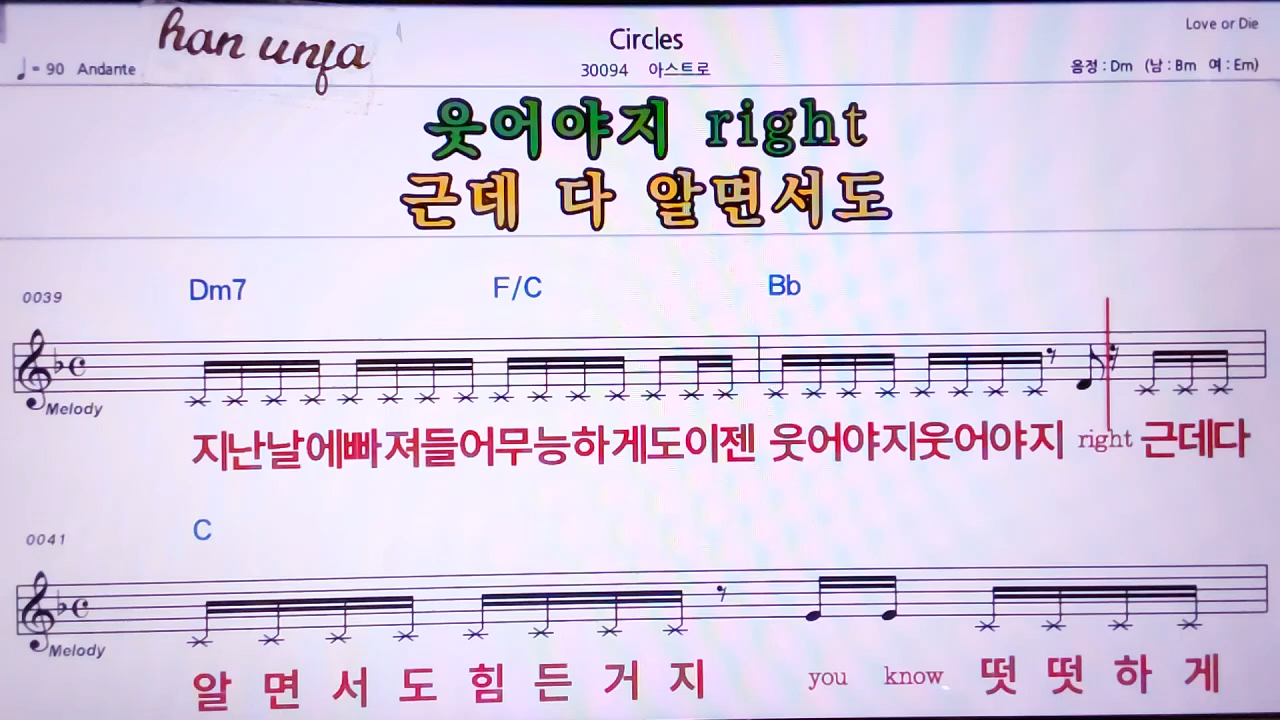 han unfa
Circles
Love or Die
♩= 90 Andante
30094 아스트로
음정 : Dm (남 : Bm 여 : Em)
웃어야지 right
근데 다 알면서도
0039
Dm7 F/C Bb
Melody
지난날에빠져들어무능하게도이젠 웃어야지웃어야지 right 근데다
0041
C
Melody
알면서도힘든거지 you know 떳떳하게